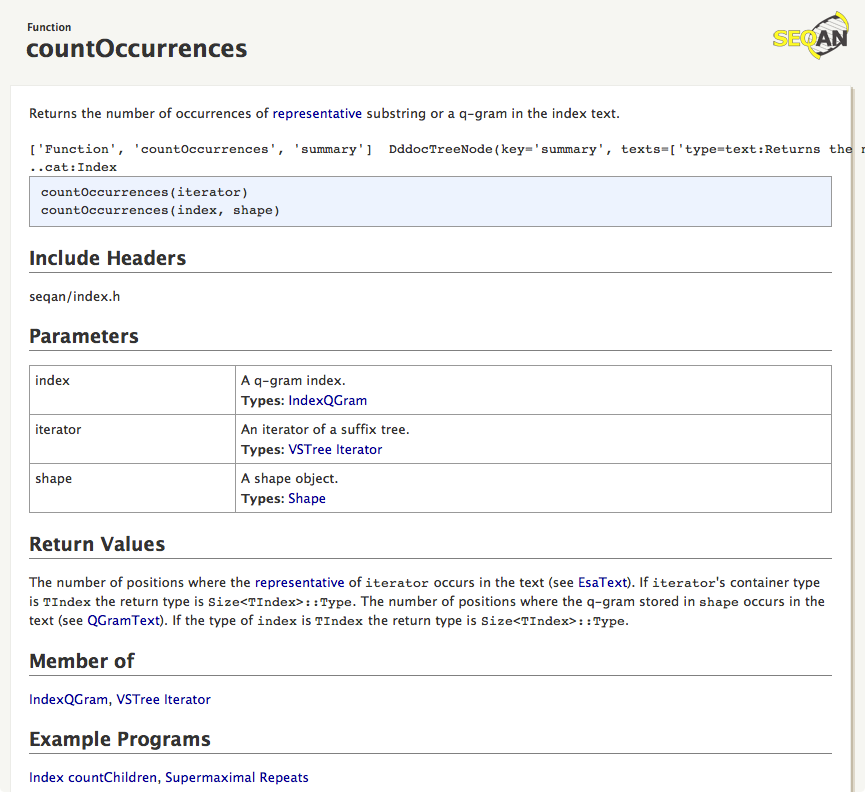 Function
countOccurrences
SEQAN
Returns the number of occurrences of representative substring or a q-gram in the index text.
['Function', 'countOccurrences', 'summary']  DddocTreeNode(key='summary', texts=['type=text:Returns the
..cat:Index
countOccurrences(iterator)
countOccurrences(index, shape)
Include Headers
seqan/index.h
Parameters
index
A q-gram index.
Types: IndexQGram
iterator
An iterator of a suffix tree.
Types: VSTree Iterator
shape
A shape object.
Types: Shape
Return Values
The number of positions where the representative of iterator occurs in the text (see EsaText). If iterator's container type
is TIndex the return type is Size<TIndex>::Type. The number of positions where the q-gram stored in shape occurs in the
text (see QGramText). If the type of index is TIndex the return type is Size<TIndex>::Type.
Member of
IndexQGram, VSTree Iterator
Example Programs
Index countChildren, Supermaximal Repeats